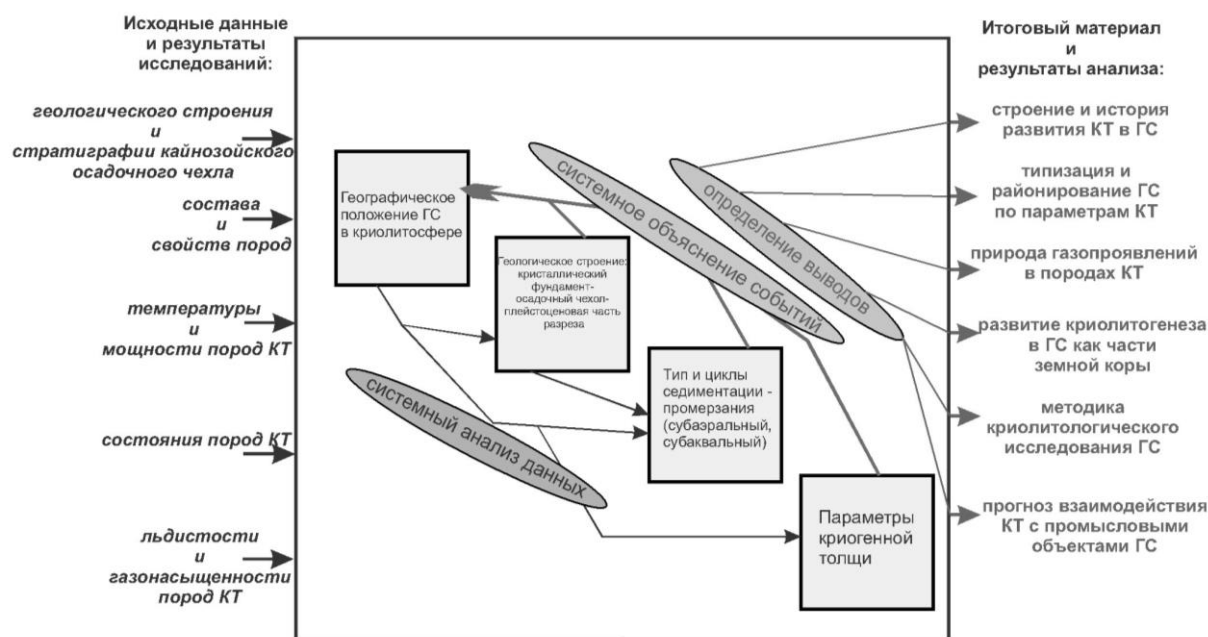 Исходные данные
и результаты
исследований:
геологического строения
и
стратиграфии кайнозойского
осадочного чехла
состава
и
свойств пород
температуры
и
мощности пород КТ
состояния пород КТ
льдистости
и
газонасыщенности
пород КТ
Географическое
положение ГС
в криолитосфере
Геологическое строение:
кристаллический
фундамент-
осадочный чехол-
плейстоценовая часть
разреза
Тип и циклы
седиментации -
промерзания
(субаэральный,
субаквальный)
Параметры
криогенной
толщи
системный анализ данных
системное объяснение событий
определение выводов
Итоговый материал
и
результаты анализа:
строение и история
развития КТ в ГС
типизация и
районирование ГС
по параметрам КТ
природа газопроявлений
в породах КТ
развитие криолитогенеза
в ГС как части
земной коры
методика
криолитологического
исследования ГС
прогноз взаимодействия
КТ с промысловыми
объектами ГС